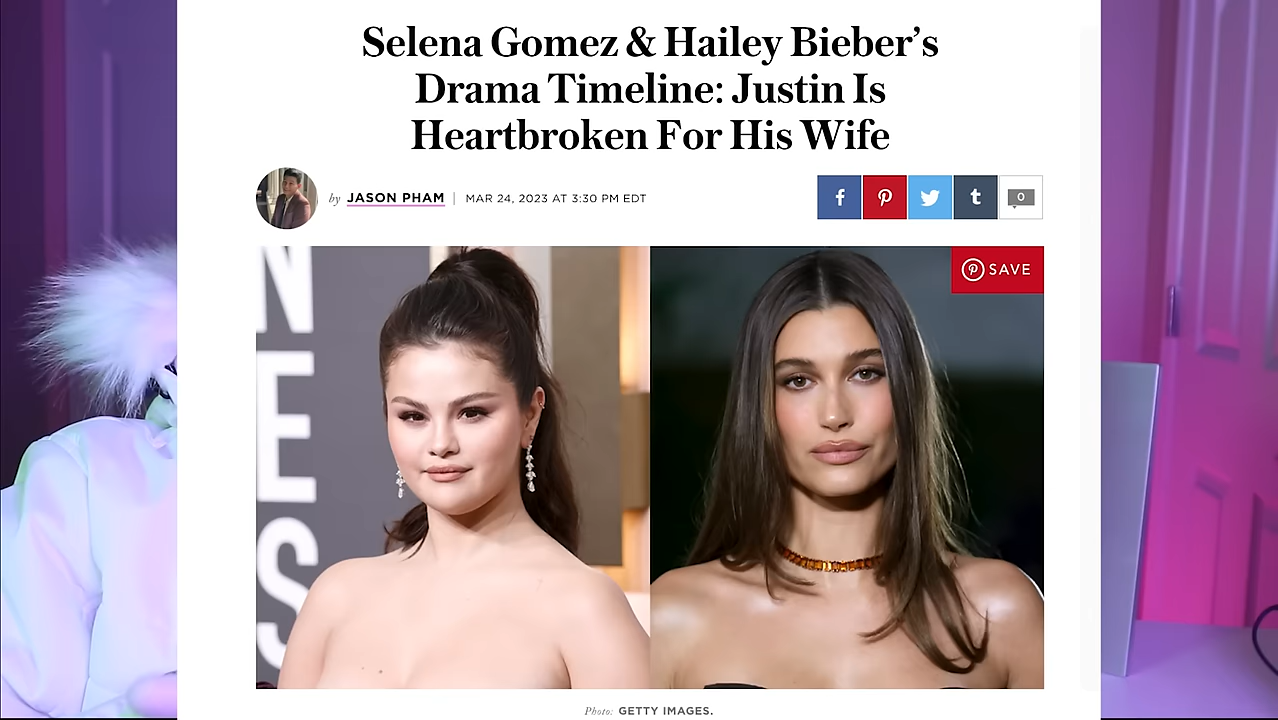 Selena Gomez & Hailey Bieber’s
Drama Timeline: Justin Is
Heartbroken For His Wife
by JASON PHAM | MAR 24, 2023 AT 3:30 PM EDT
f
t
0
SAVE
N
E
S
Photo: GETTY IMAGES.